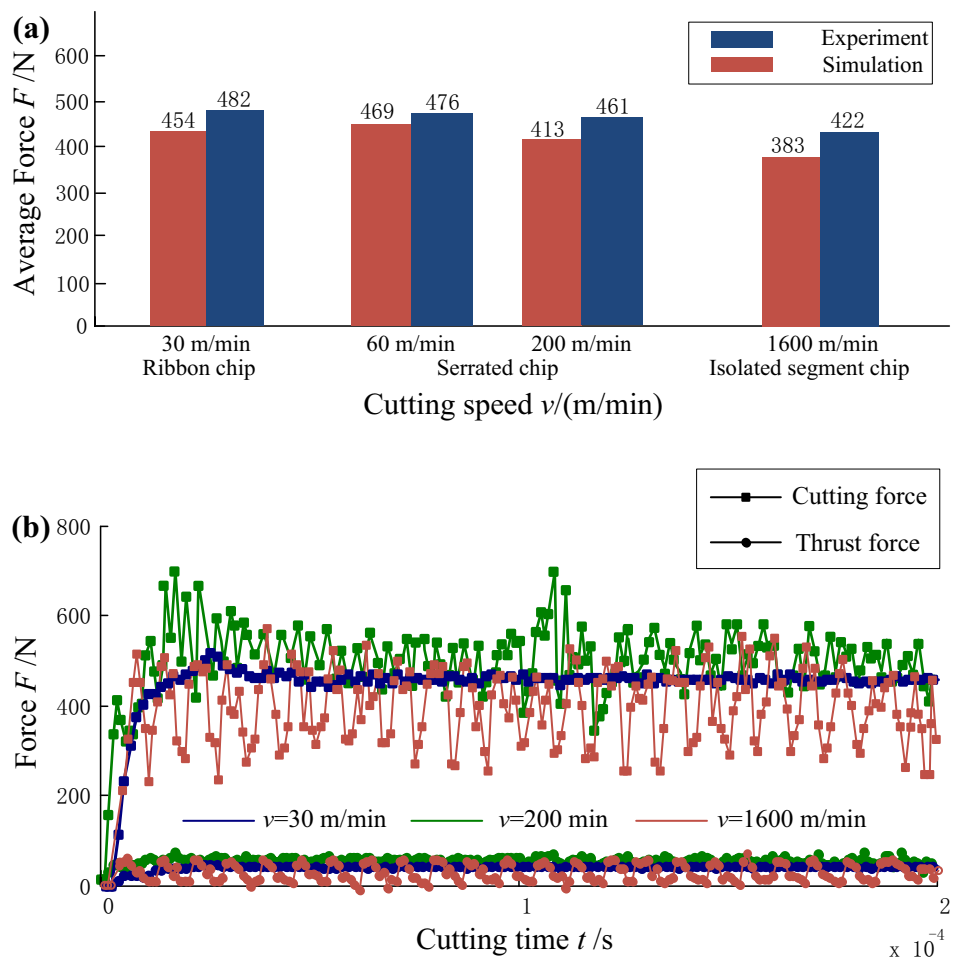 (a)
Average Force F /N
600
500
400
300
200
100
0
Experiment
Simulation
454
482
469
476
413
461
383
422
30 m/min
60 m/min
200 m/min
1600 m/min
Ribbon chip
Serrated chip
Isolated segment chip
Cutting speed v/(m/min)
(b)
Force F /N
800
600
400
200
0
Cutting force
Thrust force
v=30 m/min
v=200 min
v=1600 m/min
0
1
2
Cutting time t /s
x 10⁻⁴